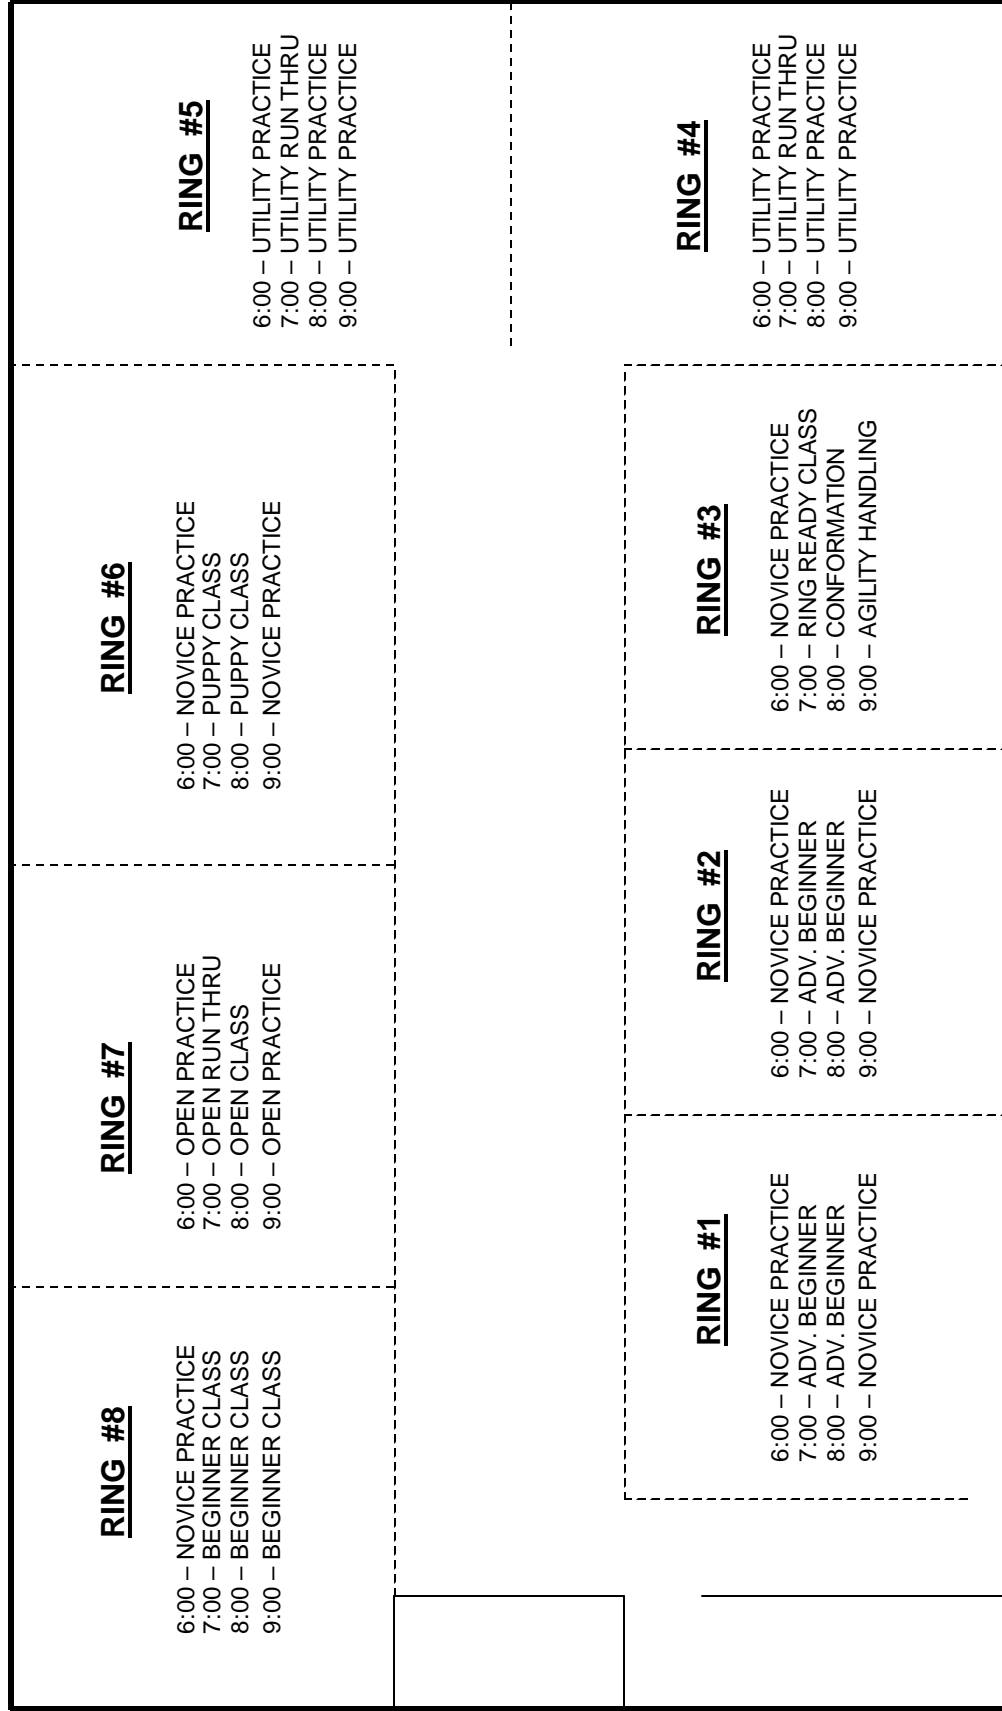 RING #8
6:00 – NOVICE PRACTICE
7:00 – BEGINNER CLASS
8:00 – BEGINNER CLASS
9:00 – BEGINNER CLASS
RING #7
6:00 – OPEN PRACTICE
7:00 – OPEN RUN THRU
8:00 – OPEN CLASS
9:00 – OPEN PRACTICE
RING #6
6:00 – NOVICE PRACTICE
7:00 – PUPPY CLASS
8:00 – PUPPY CLASS
9:00 – NOVICE PRACTICE
RING #5
6:00 – UTILITY PRACTICE
7:00 – UTILITY RUN THRU
8:00 – UTILITY PRACTICE
9:00 – UTILITY PRACTICE
RING #1
6:00 – NOVICE PRACTICE
7:00 – ADV. BEGINNER
8:00 – ADV. BEGINNER
9:00 – NOVICE PRACTICE
RING #2
6:00 – NOVICE PRACTICE
7:00 – ADV. BEGINNER
8:00 – ADV. BEGINNER
9:00 – NOVICE PRACTICE
RING #3
6:00 – NOVICE PRACTICE
7:00 – RING READY CLASS
8:00 – CONFORMATION
9:00 – AGILITY HANDLING
RING #4
6:00 – UTILITY PRACTICE
7:00 – UTILITY RUN THRU
8:00 – UTILITY PRACTICE
9:00 – UTILITY PRACTICE